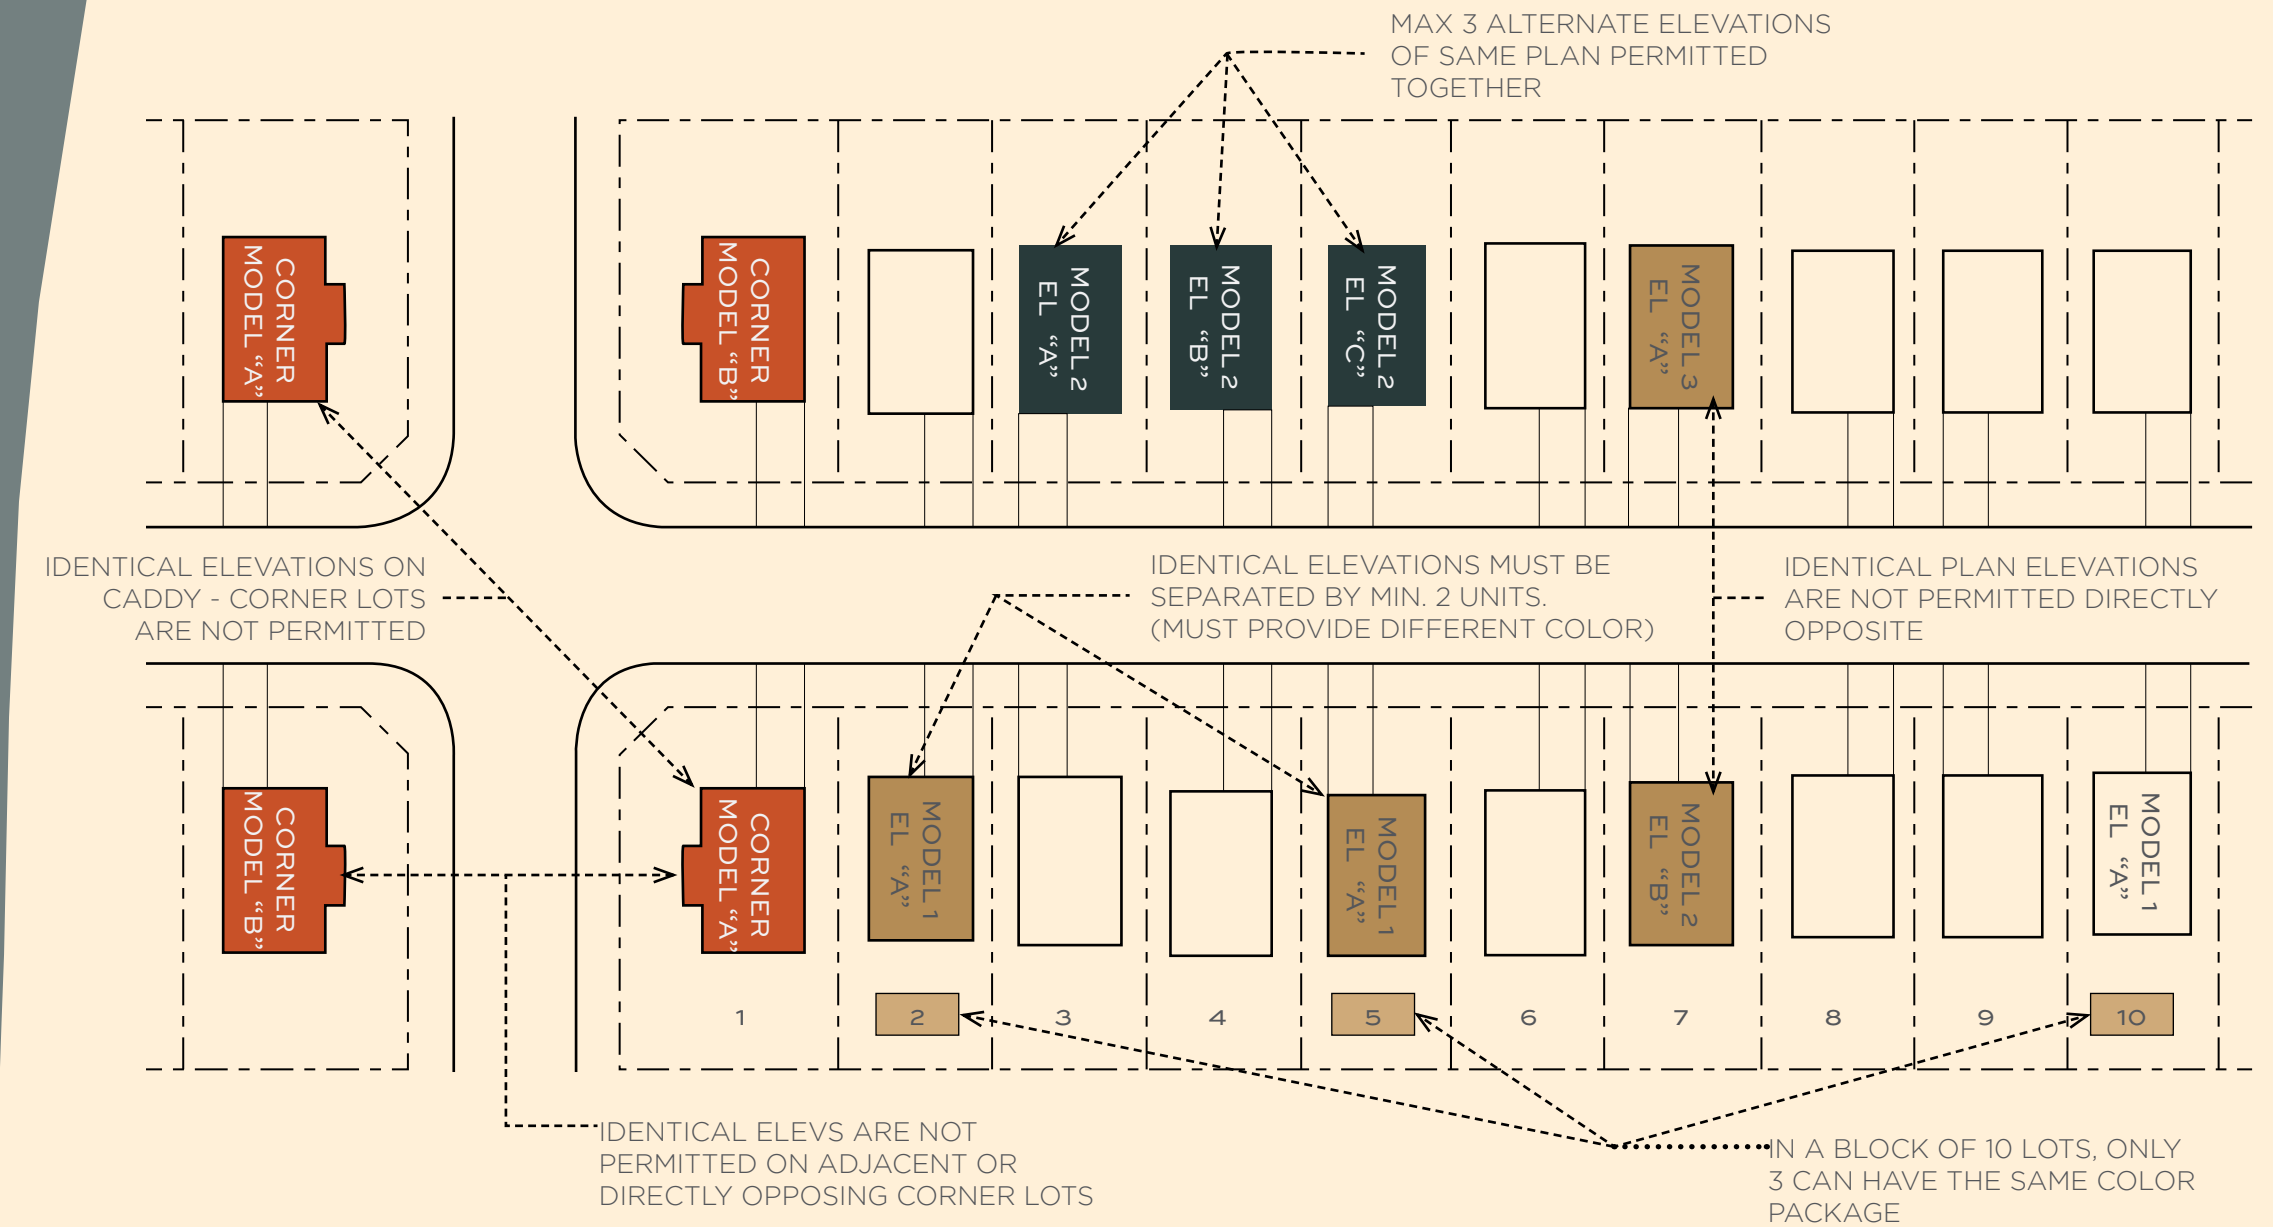 MAX 3 ALTERNATE ELEVATIONS
OF SAME PLAN PERMITTED
TOGETHER
CORNER
MODEL “A”
CORNER
MODEL “B”
MODEL 2
EL “A”
MODEL 2
EL “B”
MODEL 2
EL “C”
MODEL 3
EL “A”
IDENTICAL ELEVATIONS ON
CADDY - CORNER LOTS
ARE NOT PERMITTED
IDENTICAL ELEVATIONS MUST BE
SEPARATED BY MIN. 2 UNITS.
(MUST PROVIDE DIFFERENT COLOR)
IDENTICAL PLAN ELEVATIONS
ARE NOT PERMITTED DIRECTLY
OPPOSITE
CORNER
MODEL “B”
CORNER
MODEL “A”
MODEL 1
EL “A”
MODEL 1
EL “A”
MODEL 2
EL “B”
MODEL 1
EL “A”
1 2 3 4 5 6 7 8 9 10
IDENTICAL ELEVS ARE NOT
PERMITTED ON ADJACENT OR
DIRECTLY OPPOSING CORNER LOTS
IN A BLOCK OF 10 LOTS, ONLY
3 CAN HAVE THE SAME COLOR
PACKAGE